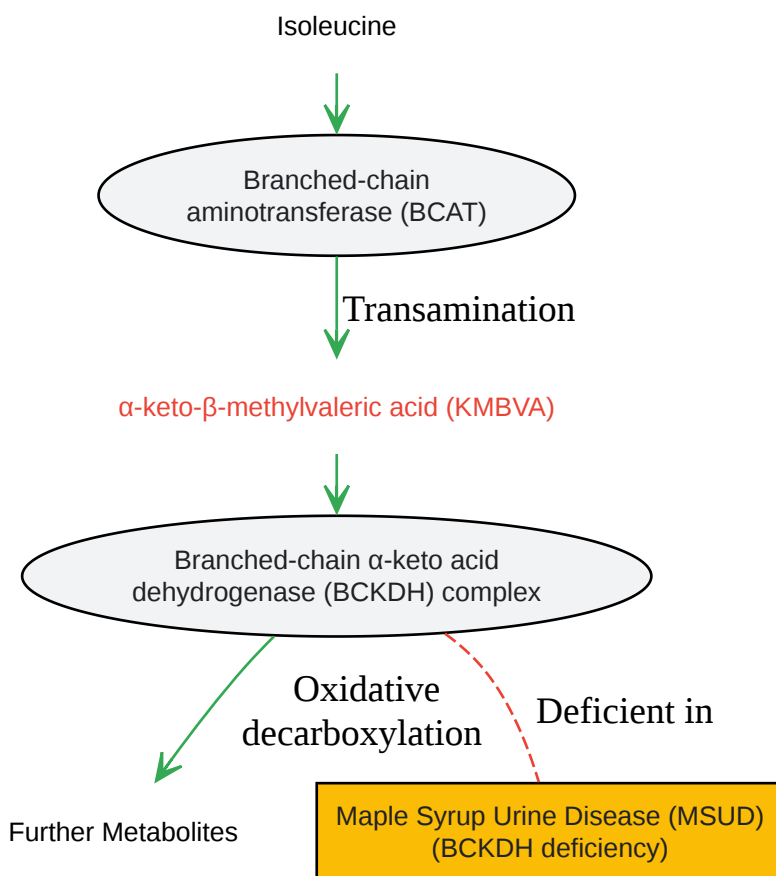 Isoleucine
Branched-chain
aminotransferase (BCAT)
Transamination
α-keto-β-methylvaleric acid (KMBVA)
Branched-chain α-keto acid
dehydrogenase (BCKDH) complex
Oxidative
decarboxylation
Deficient in
Further Metabolites
Maple Syrup Urine Disease (MSUD)
(BCKDH deficiency)